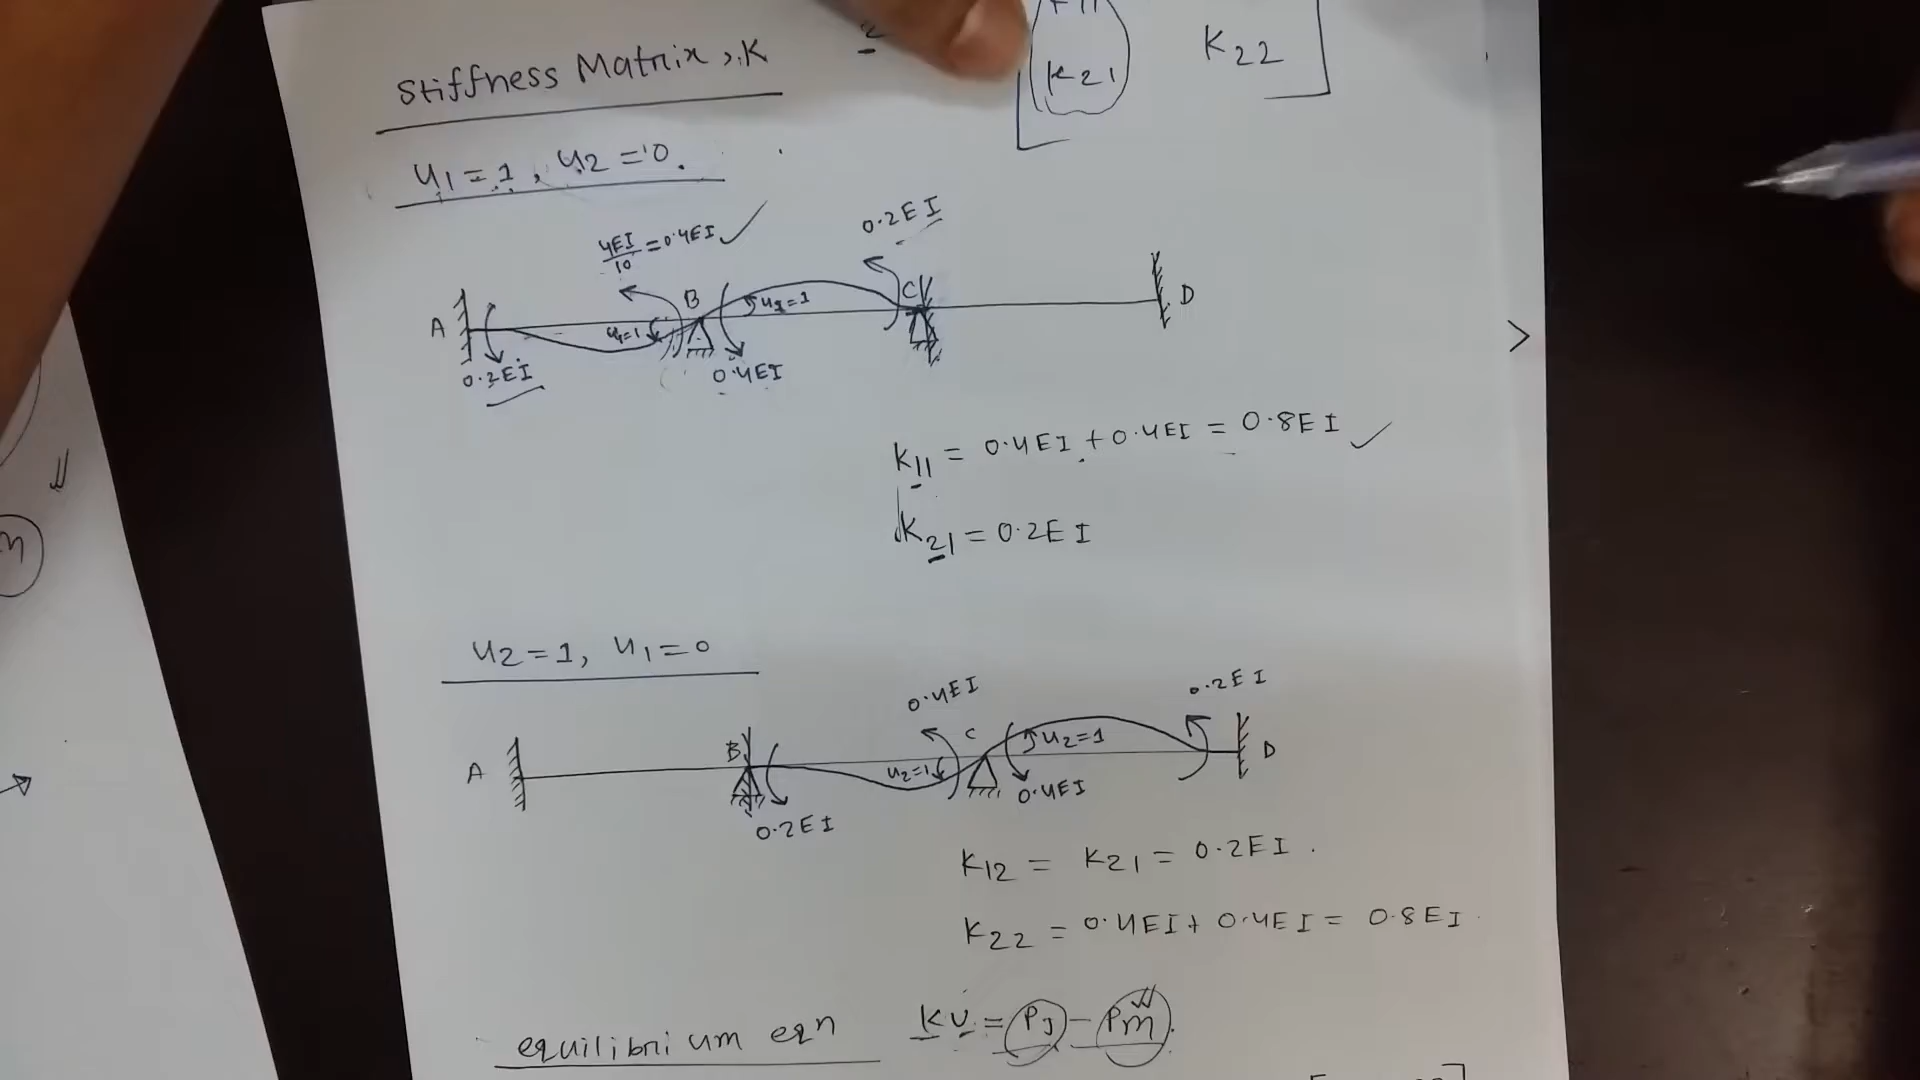 Stiffness Matrix, K
K21 K22
u1 = 1, u2 = 0.
4EI/10 = 0.4EI ✓
0.2EI
A B C D
u1=1 u1=1
0.2EI 0.4EI
K11 = 0.4EI + 0.4EI = 0.8EI ✓
K21 = 0.2EI
u2 = 1, u1 = 0
0.4EI 0.2EI
A B C D
u2=1 u2=1
0.2EI 0.4EI
K12 = K21 = 0.2EI.
K22 = 0.4EI + 0.4EI = 0.8EI.
equilibrium eqn KU = PJ - Pm.
m